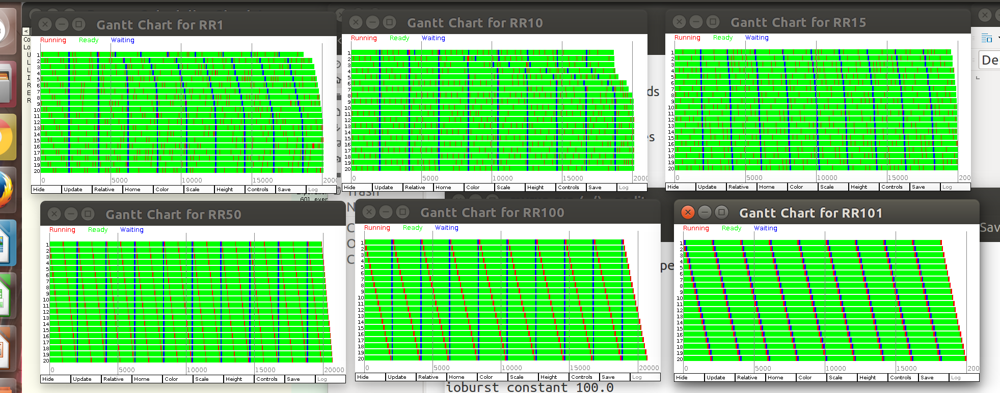 Gantt Chart for RR1
Running Ready Waiting
1
2
3
4
5
6
7
8
9
10
11
12
13
14
15
16
17
18
19
20
0 5000 10000 15000 2000
Hide Update Relative Home Color Scale Height Controls Save Log
Gantt Chart for RR10
Running Ready Waiting
1
2
3
4
5
6
7
8
9
10
11
12
13
14
15
16
17
18
19
20
0 5000 10000 15000 2000
Hide Update Relative Home Color Scale Height Controls Save Log
Gantt Chart for RR15
Running Ready Waiting
1
2
3
4
5
6
7
8
9
10
11
12
13
14
15
16
17
18
19
20
0 5000 10000 15000 200
Hide Update Relative Home Color Scale Height Controls Save Log
Gantt Chart for RR50
Running Ready Waiting
1
2
3
4
5
6
7
8
9
10
11
12
13
14
15
16
17
18
19
20
0 5000 10000 15000 20000
Hide Update Relative Home Color Scale Height Controls Save Log
Gantt Chart for RR100
Running Ready Waiting
1
2
3
4
5
6
7
8
9
10
11
12
13
14
15
16
17
18
19
20
0 5000 10000 15000 20000
Hide Update Relative Home Color Scale Height Controls Save Log
Gantt Chart for RR101
Running Ready Waiting
1
2
3
4
5
6
7
8
9
10
11
12
13
14
15
16
17
18
19
20
0 5000 10000 15000 200
Hide Update Relative Home Color Scale Height Controls Save Log
Co
Lo
U
L
L
I
R
E
R
ds
es
De
Trash
N
C
O
C
pe
Sav
601 ever
ioburst constant 100.0